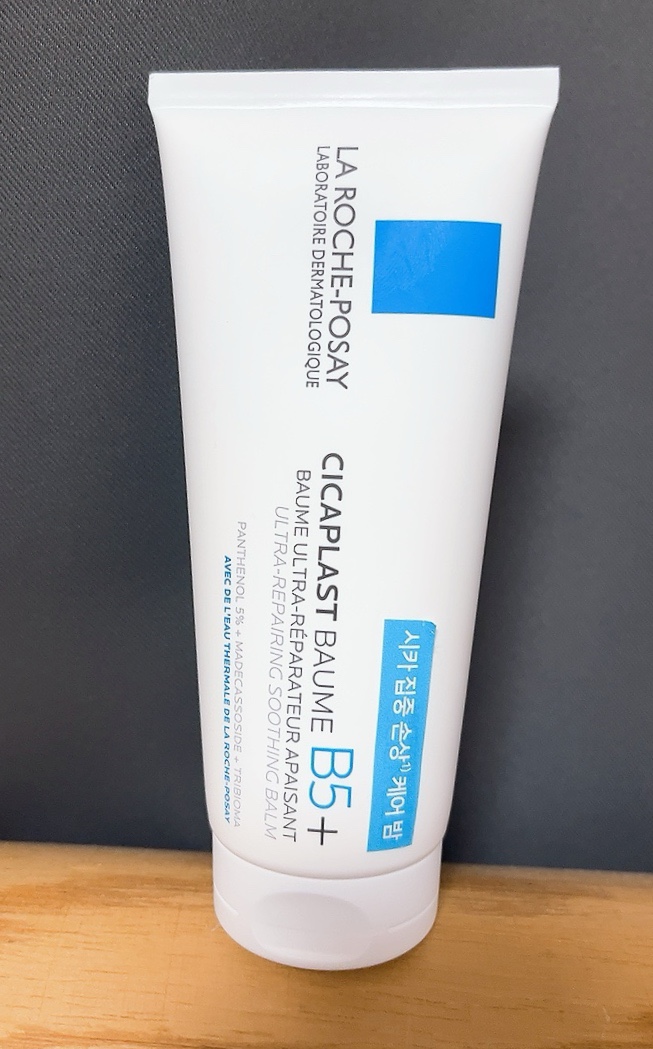 LA ROCHE-POSAY
LABORATOIRE DERMATOLOGIQUE
시카 집중 손상¹⁾ 케어 밤
CICAPLAST BAUME B5+
BAUME ULTRA-RÉPARATEUR APAISANT
ULTRA-REPAIRING SOOTHING BALM
PANTHENOL 5% + MADECASSOSIDE + TRIBIOMA
AVEC DE L'EAU THERMALE DE LA ROCHE-POSAY